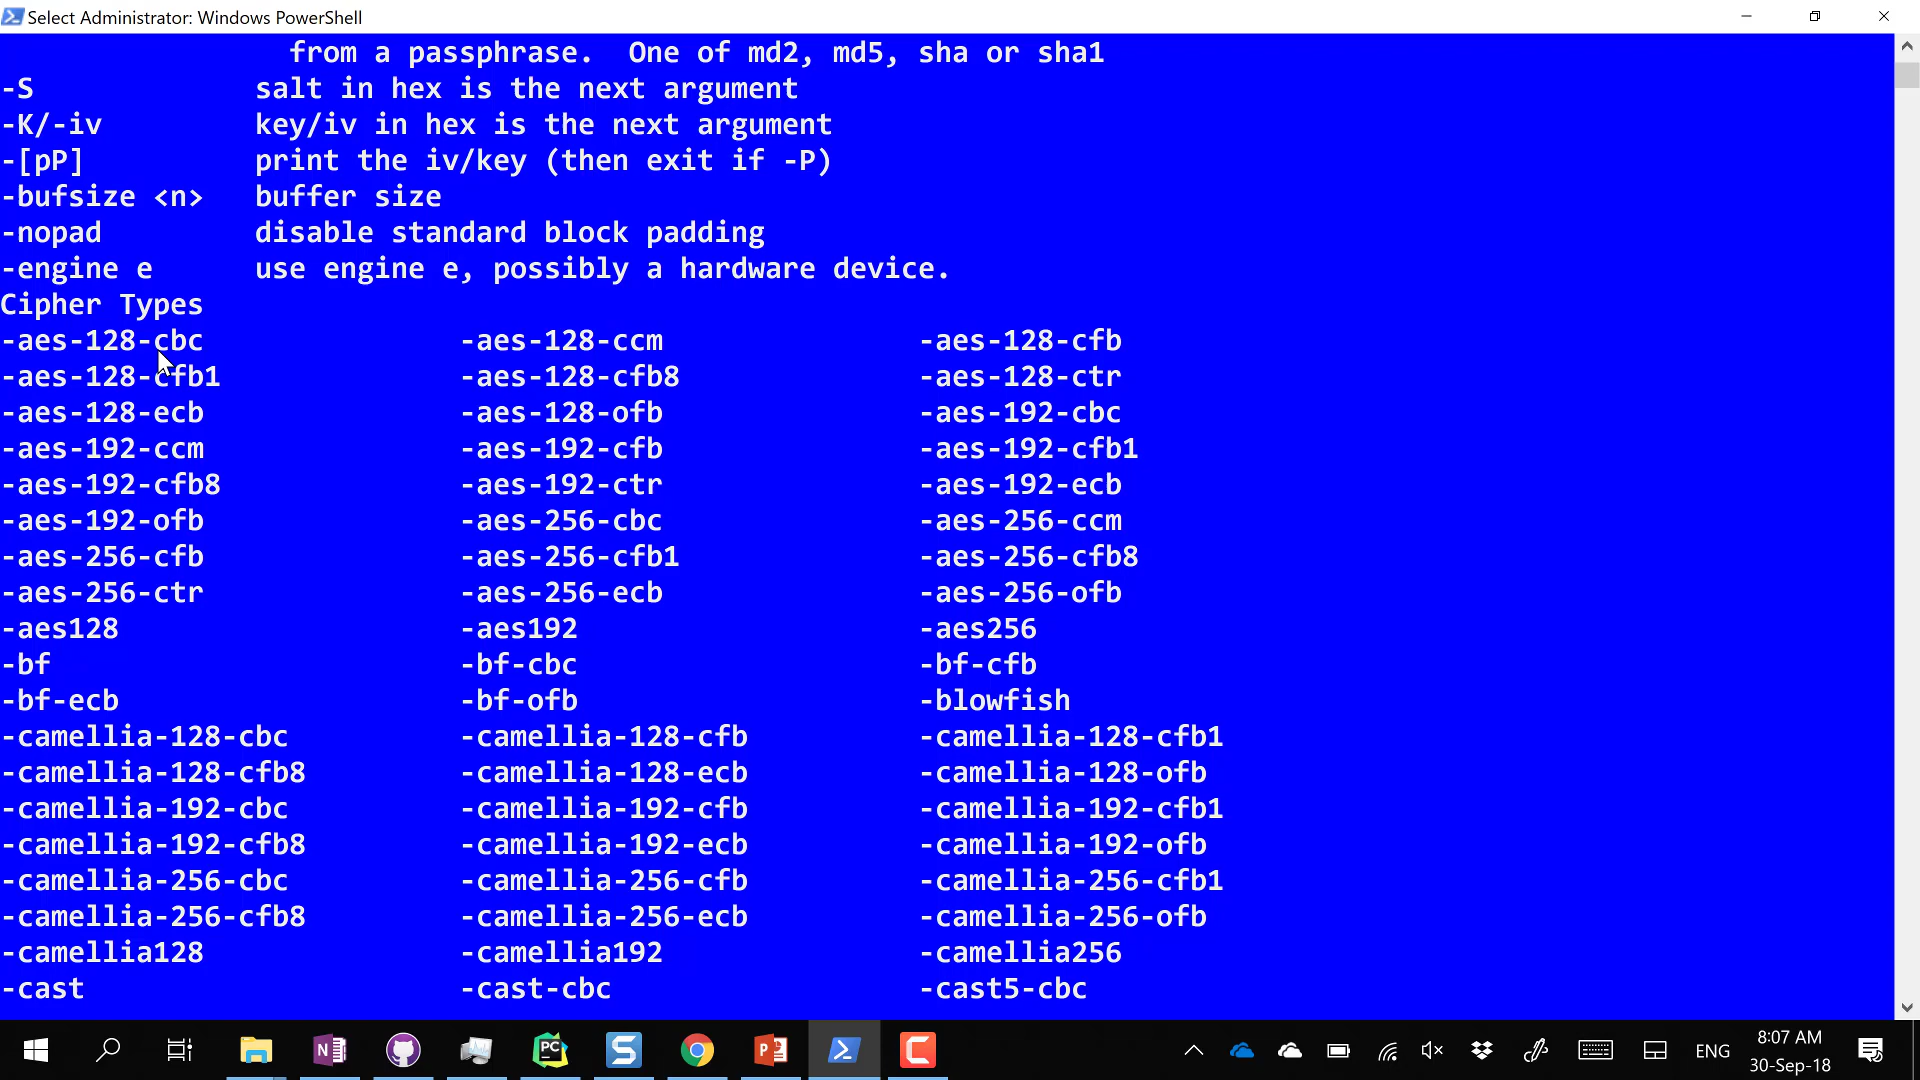 Select Administrator: Windows PowerShell
from a passphrase.  One of md2, md5, sha or sha1
-S salt in hex is the next argument
-K/-iv key/iv in hex is the next argument
-[pP] print the iv/key (then exit if -P)
-bufsize <n> buffer size
-nopad disable standard block padding
-engine e use engine e, possibly a hardware device.
Cipher Types
-aes-128-cbc -aes-128-ccm -aes-128-cfb
-aes-128-cfb1 -aes-128-cfb8 -aes-128-ctr
-aes-128-ecb -aes-128-ofb -aes-192-cbc
-aes-192-ccm -aes-192-cfb -aes-192-cfb1
-aes-192-cfb8 -aes-192-ctr -aes-192-ecb
-aes-192-ofb -aes-256-cbc -aes-256-ccm
-aes-256-cfb -aes-256-cfb1 -aes-256-cfb8
-aes-256-ctr -aes-256-ecb -aes-256-ofb
-aes128 -aes192 -aes256
-bf -bf-cbc -bf-cfb
-bf-ecb -bf-ofb -blowfish
-camellia-128-cbc -camellia-128-cfb -camellia-128-cfb1
-camellia-128-cfb8 -camellia-128-ecb -camellia-128-ofb
-camellia-192-cbc -camellia-192-cfb -camellia-192-cfb1
-camellia-192-cfb8 -camellia-192-ecb -camellia-192-ofb
-camellia-256-cbc -camellia-256-cfb -camellia-256-cfb1
-camellia-256-cfb8 -camellia-256-ecb -camellia-256-ofb
-camellia128 -camellia192 -camellia256
-cast -cast-cbc -cast5-cbc
N PC S P C ENG 8:07 AM
30-Sep-18